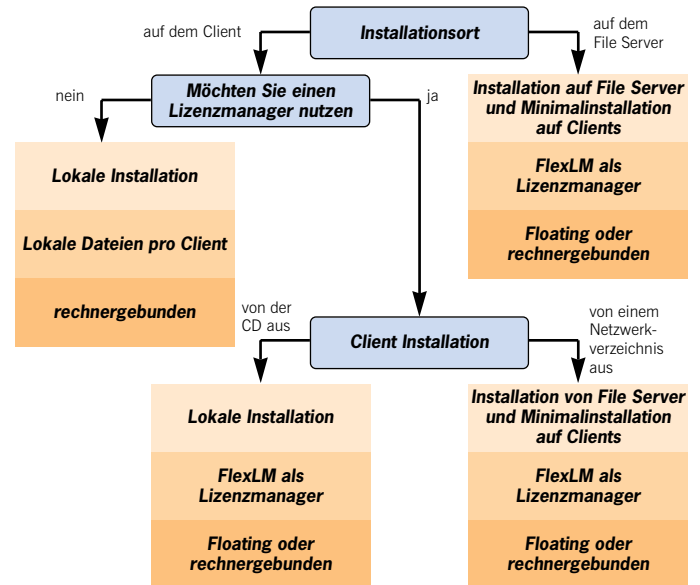 auf dem Client
Installationsort
auf dem
File Server
nein
Möchten Sie einen
Lizenzmanager nutzen
ja
Installation auf File Server
und Minimalinstallation
auf Clients
FlexLM als
Lizenzmanager
Floating oder
rechnergebunden
Lokale Installation
Lokale Dateien pro Client
rechnergebunden
von der
CD aus
Client Installation
von einem
Netzwerk-
verzeichnis
aus
Lokale Installation
FlexLM als
Lizenzmanager
Floating oder
rechnergebunden
Installation von File Server
und Minimalinstallation
auf Clients
FlexLM als
Lizenzmanager
Floating oder
rechnergebunden